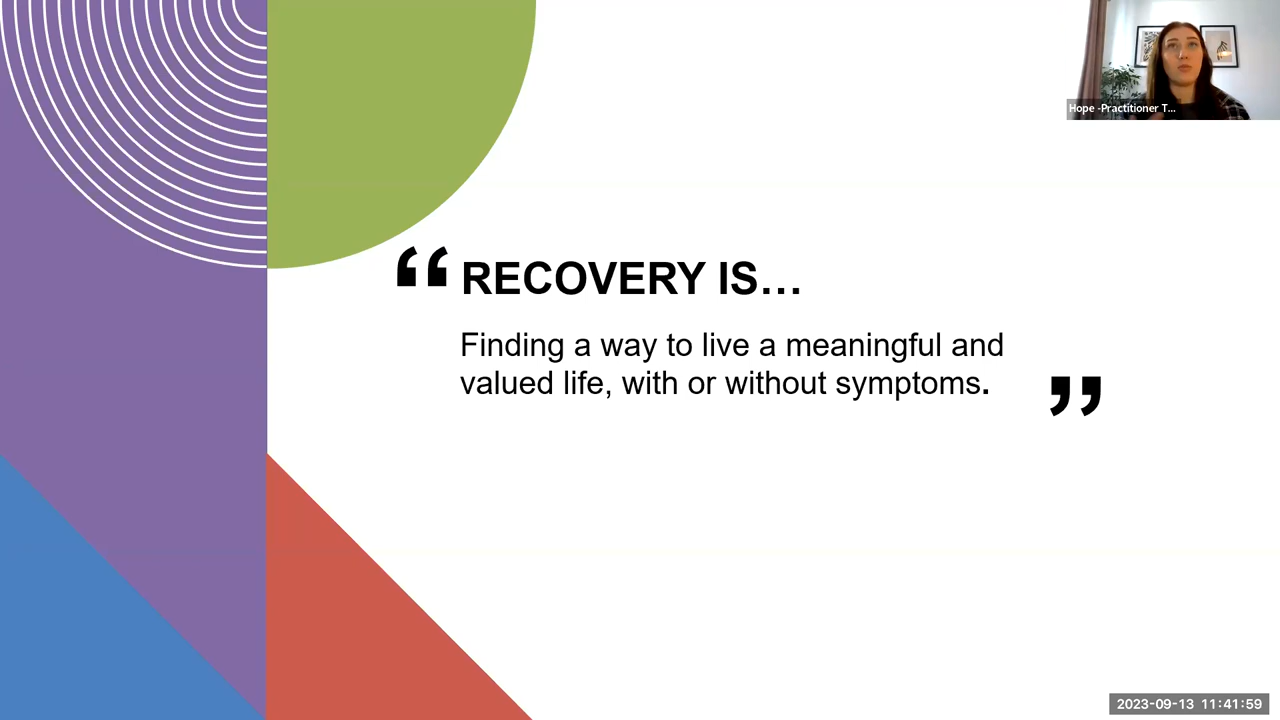 Hope -Practitioner T...
“ RECOVERY IS…
Finding a way to live a meaningful and
valued life, with or without symptoms.
”
2023-09-13 11:41:59